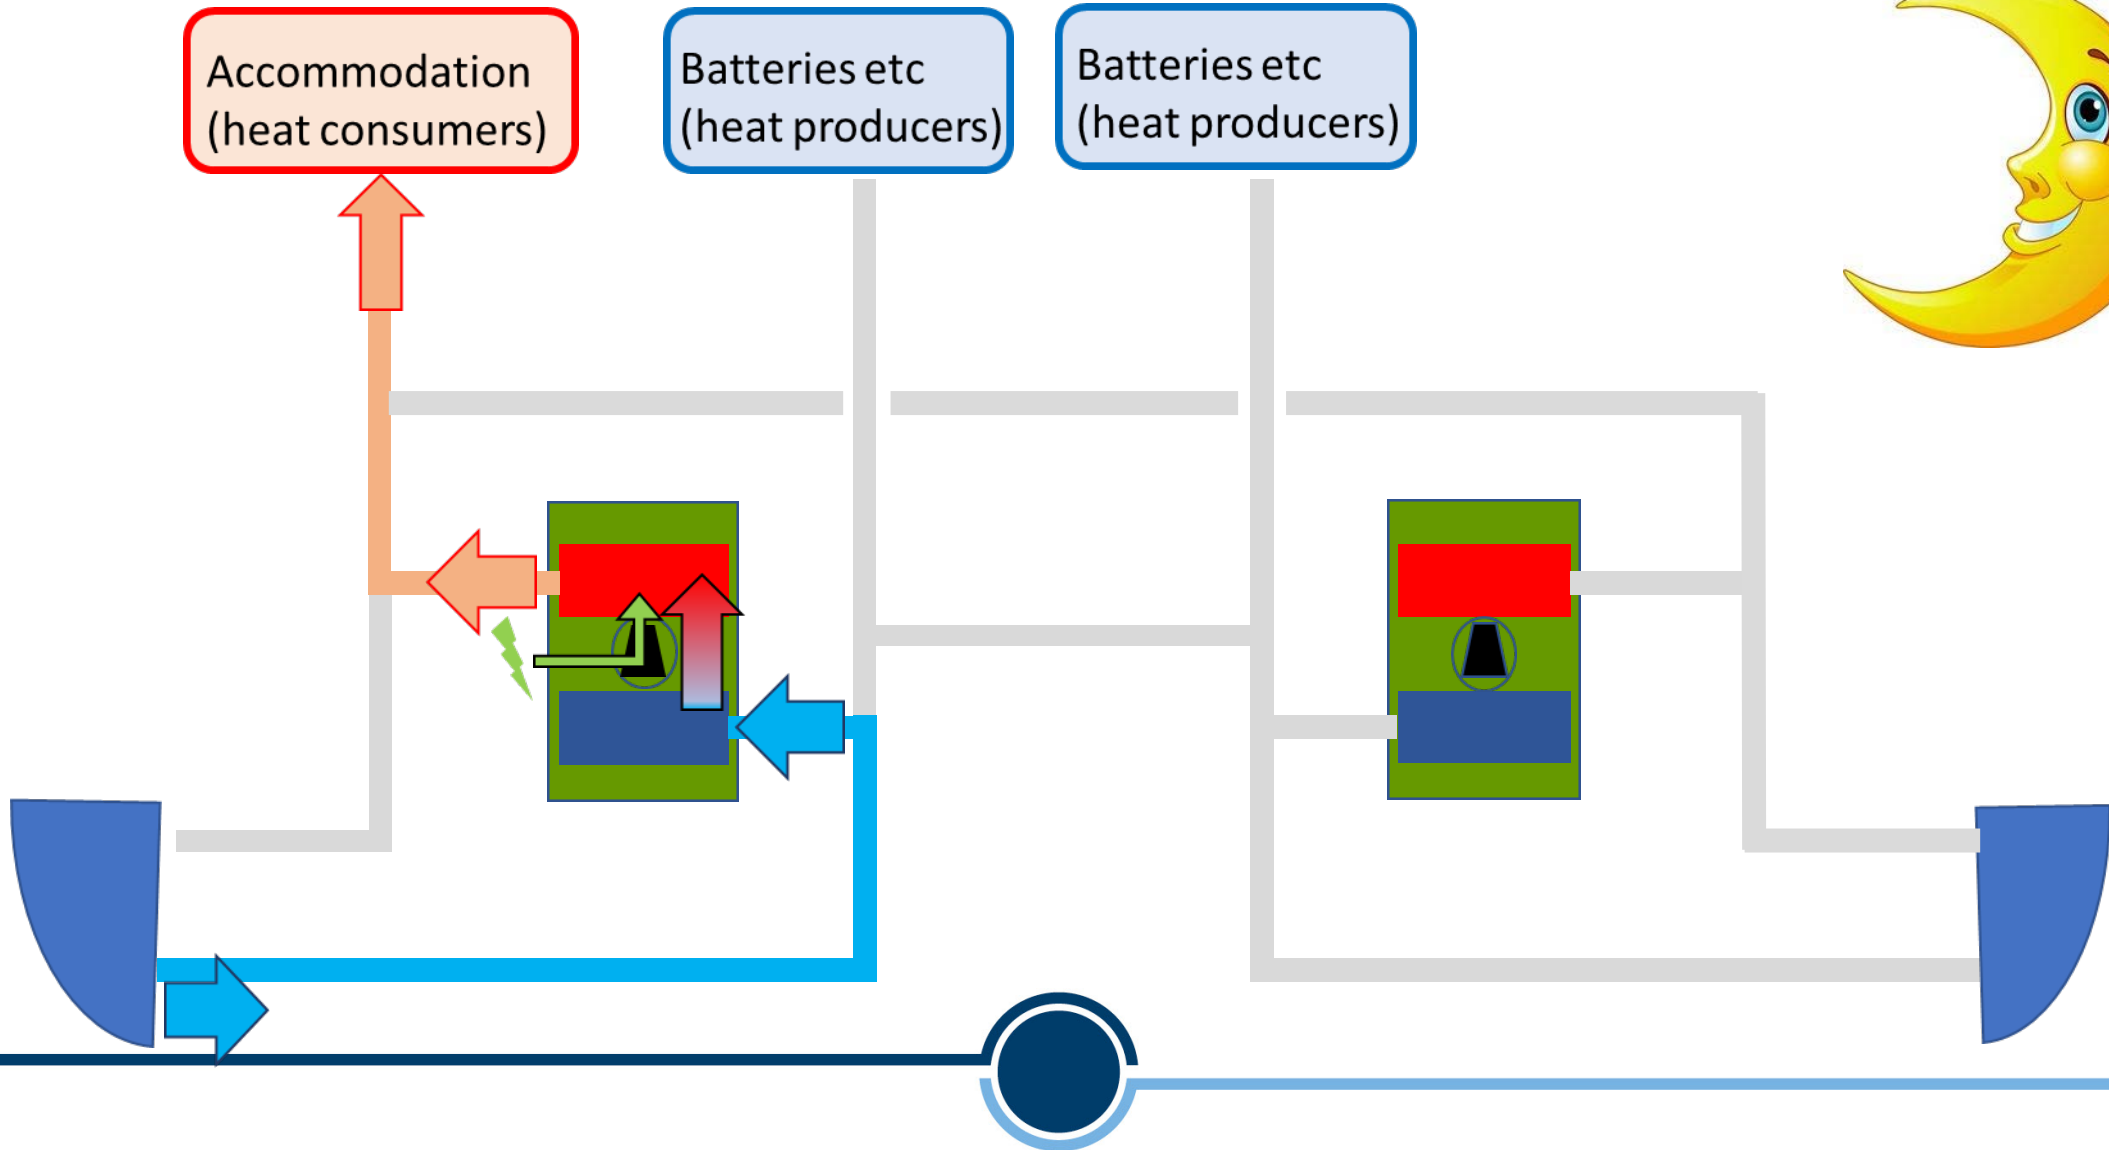 Accommodation
(heat consumers)
Batteries etc
(heat producers)
Batteries etc
(heat producers)